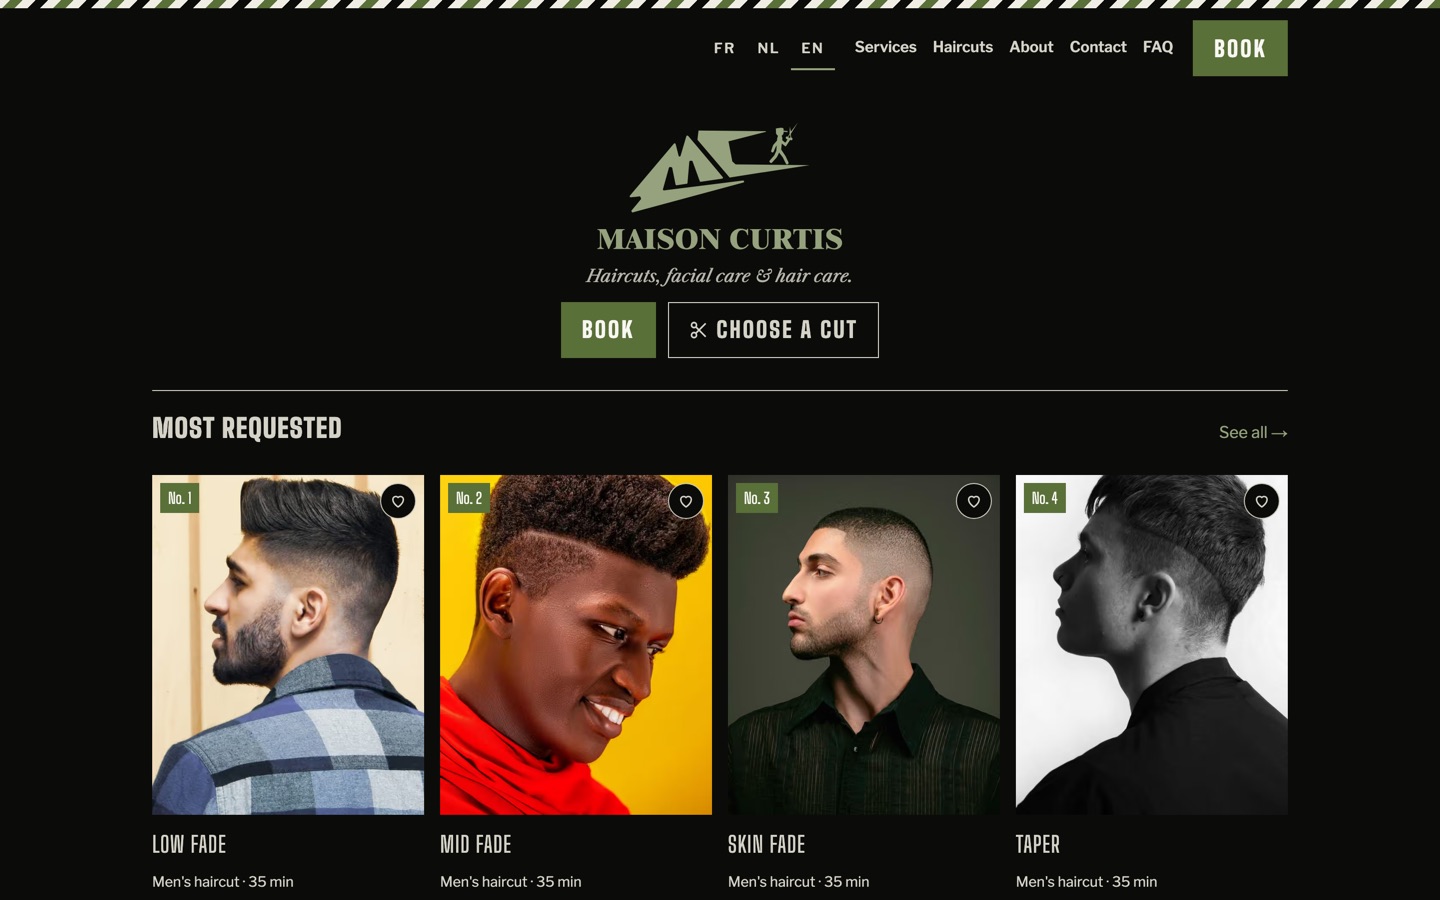 FR NL EN Services Haircuts About Contact FAQ BOOK
MC
MAISON CURTIS
Haircuts, facial care & hair care.
BOOK CHOOSE A CUT
MOST REQUESTED See all →
No. 1 No. 2 No. 3 No. 4
LOW FADE MID FADE SKIN FADE TAPER
Men's haircut · 35 min Men's haircut · 35 min Men's haircut · 35 min Men's haircut · 35 min